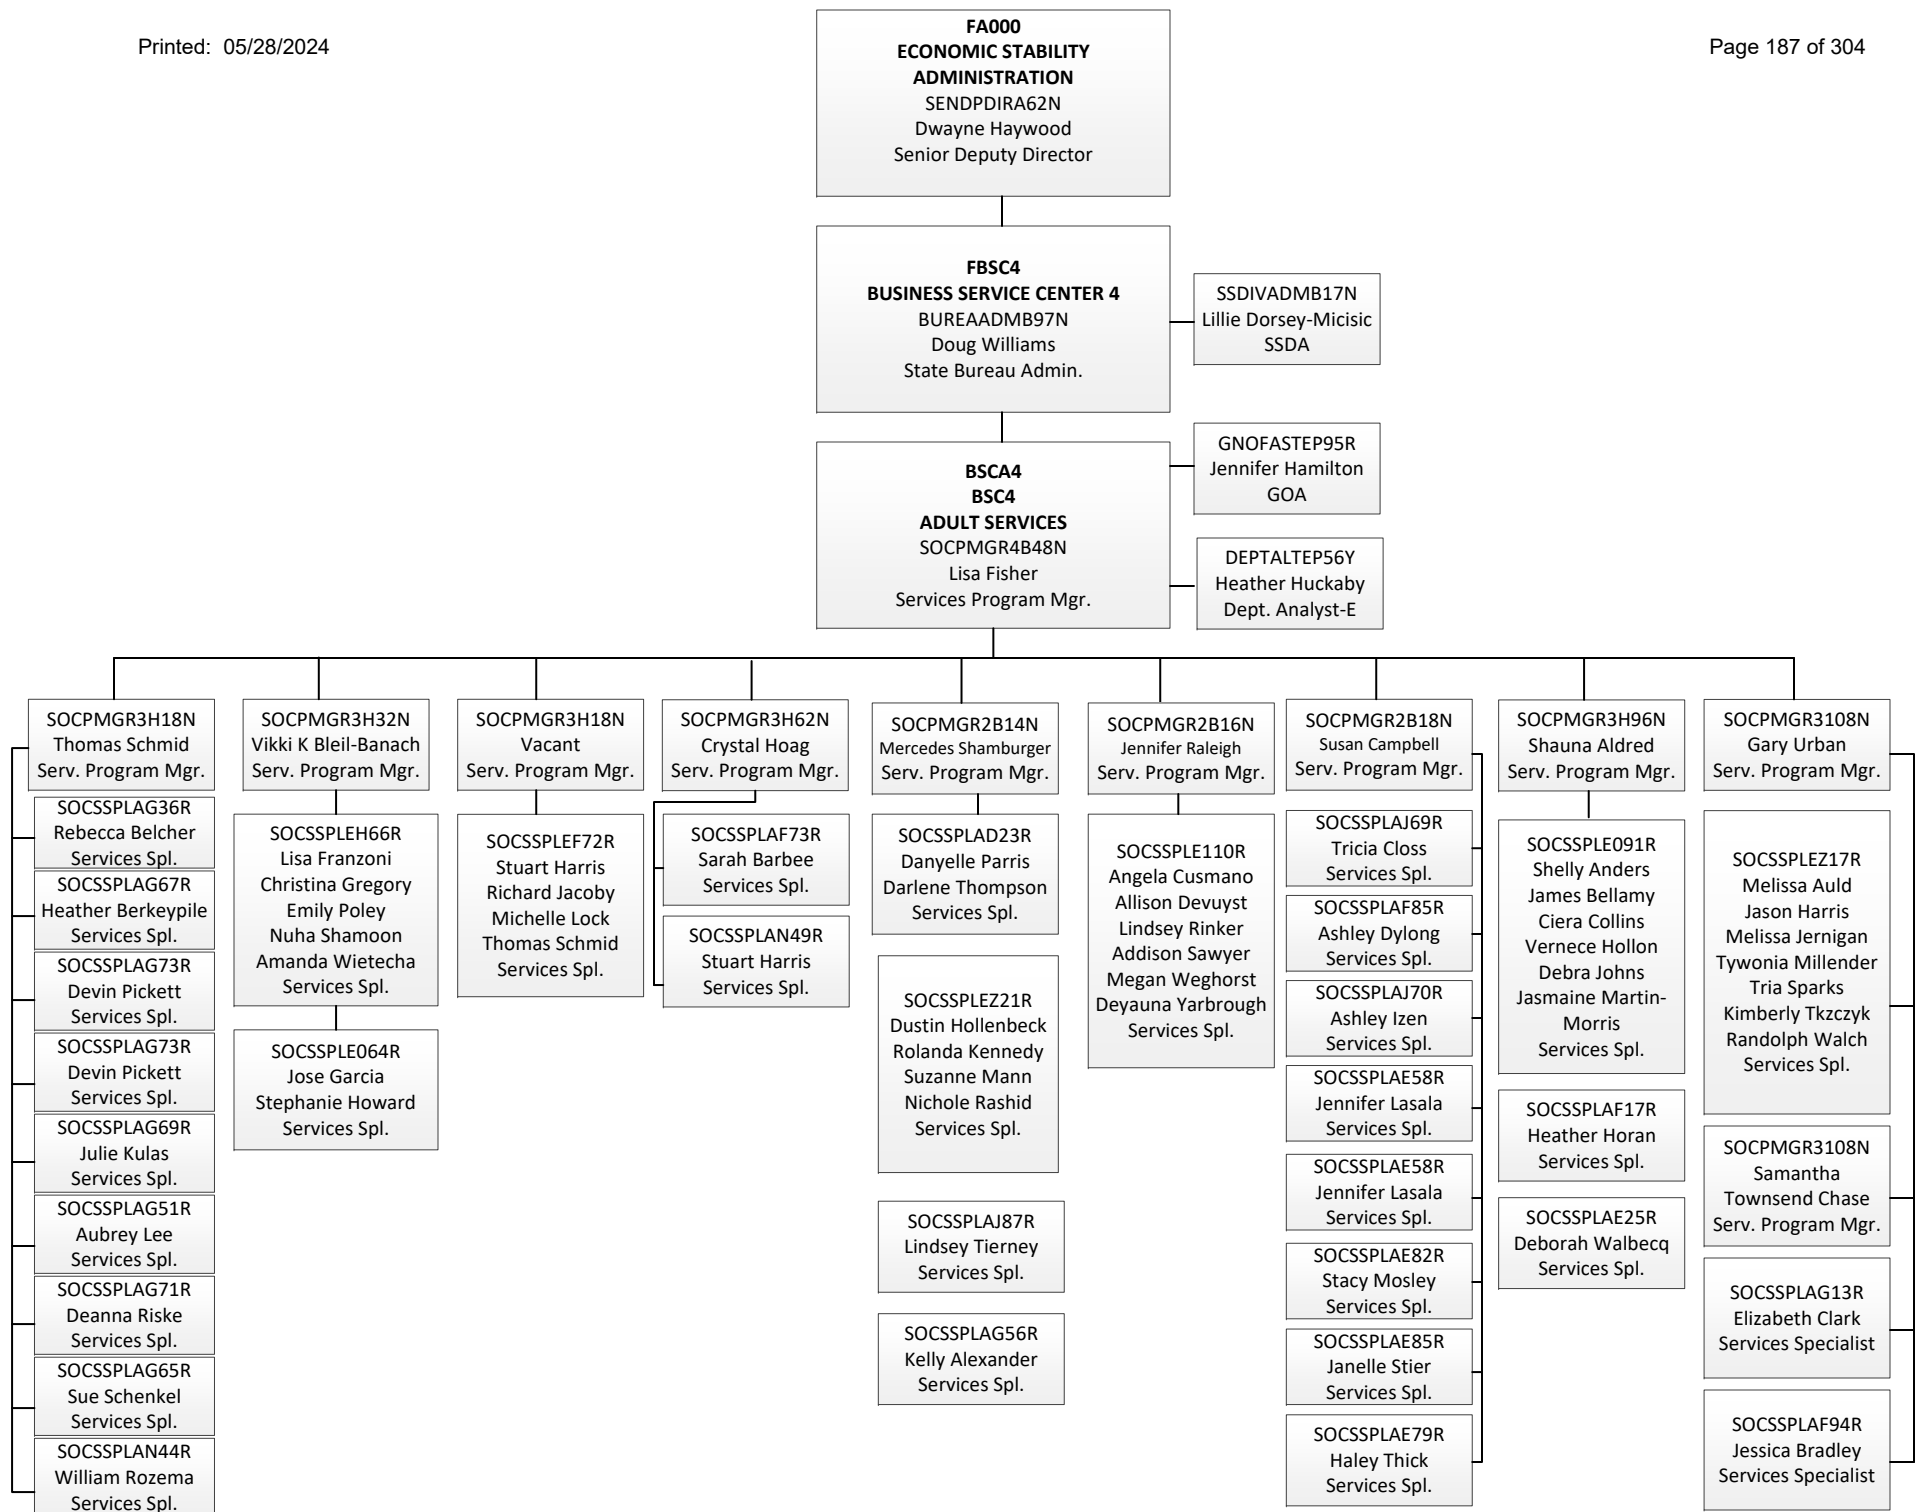 Printed: 05/28/2024
Page 187 of 304
FA000
ECONOMIC STABILITY
ADMINISTRATION
SENDPDIRA62N
Dwayne Haywood
Senior Deputy Director
FBSC4
BUSINESS SERVICE CENTER 4
BUREAADMB97N
Doug Williams
State Bureau Admin.
SSDIVADMB17N
Lillie Dorsey-Micisic
SSDA
BSCA4
BSC4
ADULT SERVICES
SOCPMGR4B48N
Lisa Fisher
Services Program Mgr.
GNOFASTEP95R
Jennifer Hamilton
GOA
DEPTALTEP56Y
Heather Huckaby
Dept. Analyst-E
SOCPMGR3H18N
Thomas Schmid
Serv. Program Mgr.
SOCSSPLAG36R
Rebecca Belcher
Services Spl.
SOCSSPLAG67R
Heather Berkeypile
Services Spl.
SOCSSPLAG73R
Devin Pickett
Services Spl.
SOCSSPLAG73R
Devin Pickett
Services Spl.
SOCSSPLAG69R
Julie Kulas
Services Spl.
SOCSSPLAG51R
Aubrey Lee
Services Spl.
SOCSSPLAG71R
Deanna Riske
Services Spl.
SOCSSPLAG65R
Sue Schenkel
Services Spl.
SOCSSPLAN44R
William Rozema
Services Spl.
SOCPMGR3H32N
Vikki K Bleil-Banach
Serv. Program Mgr.
SOCSSPLEH66R
Lisa Franzoni
Christina Gregory
Emily Poley
Nuha Shamoon
Amanda Wietecha
Services Spl.
SOCSSPLE064R
Jose Garcia
Stephanie Howard
Services Spl.
SOCPMGR3H18N
Vacant
Serv. Program Mgr.
SOCSSPLEF72R
Stuart Harris
Richard Jacoby
Michelle Lock
Thomas Schmid
Services Spl.
SOCPMGR3H62N
Crystal Hoag
Serv. Program Mgr.
SOCSSPLAF73R
Sarah Barbee
Services Spl.
SOCSSPLAN49R
Stuart Harris
Services Spl.
SOCPMGR2B14N
Mercedes Shamburger
Serv. Program Mgr.
SOCSSPLAD23R
Danyelle Parris
Darlene Thompson
Services Spl.
SOCSSPLEZ21R
Dustin Hollenbeck
Rolanda Kennedy
Suzanne Mann
Nichole Rashid
Services Spl.
SOCSSPLAJ87R
Lindsey Tierney
Services Spl.
SOCSSPLAG56R
Kelly Alexander
Services Spl.
SOCPMGR2B16N
Jennifer Raleigh
Serv. Program Mgr.
SOCSSPLE110R
Angela Cusmano
Allison Devuyst
Lindsey Rinker
Addison Sawyer
Megan Weghorst
Deyauna Yarbrough
Services Spl.
SOCPMGR2B18N
Susan Campbell
Serv. Program Mgr.
SOCSSPLAJ69R
Tricia Closs
Services Spl.
SOCSSPLAF85R
Ashley Dylong
Services Spl.
SOCSSPLAJ70R
Ashley Izen
Services Spl.
SOCSSPLAE58R
Jennifer Lasala
Services Spl.
SOCSSPLAE58R
Jennifer Lasala
Services Spl.
SOCSSPLAE82R
Stacy Mosley
Services Spl.
SOCSSPLAE85R
Janelle Stier
Services Spl.
SOCSSPLAE79R
Haley Thick
Services Spl.
SOCPMGR3H96N
Shauna Aldred
Serv. Program Mgr.
SOCSSPLE091R
Shelly Anders
James Bellamy
Ciera Collins
Vernece Hollon
Debra Johns
Jasmaine Martin-
Morris
Services Spl.
SOCSSPLAF17R
Heather Horan
Services Spl.
SOCSSPLAE25R
Deborah Walbecq
Services Spl.
SOCPMGR3108N
Gary Urban
Serv. Program Mgr.
SOCSSPLEZ17R
Melissa Auld
Jason Harris
Melissa Jernigan
Tywonia Millender
Tria Sparks
Kimberly Tkzczyk
Randolph Walch
Services Spl.
SOCPMGR3108N
Samantha
Townsend Chase
Serv. Program Mgr.
SOCSSPLAG13R
Elizabeth Clark
Services Specialist
SOCSSPLAF94R
Jessica Bradley
Services Specialist